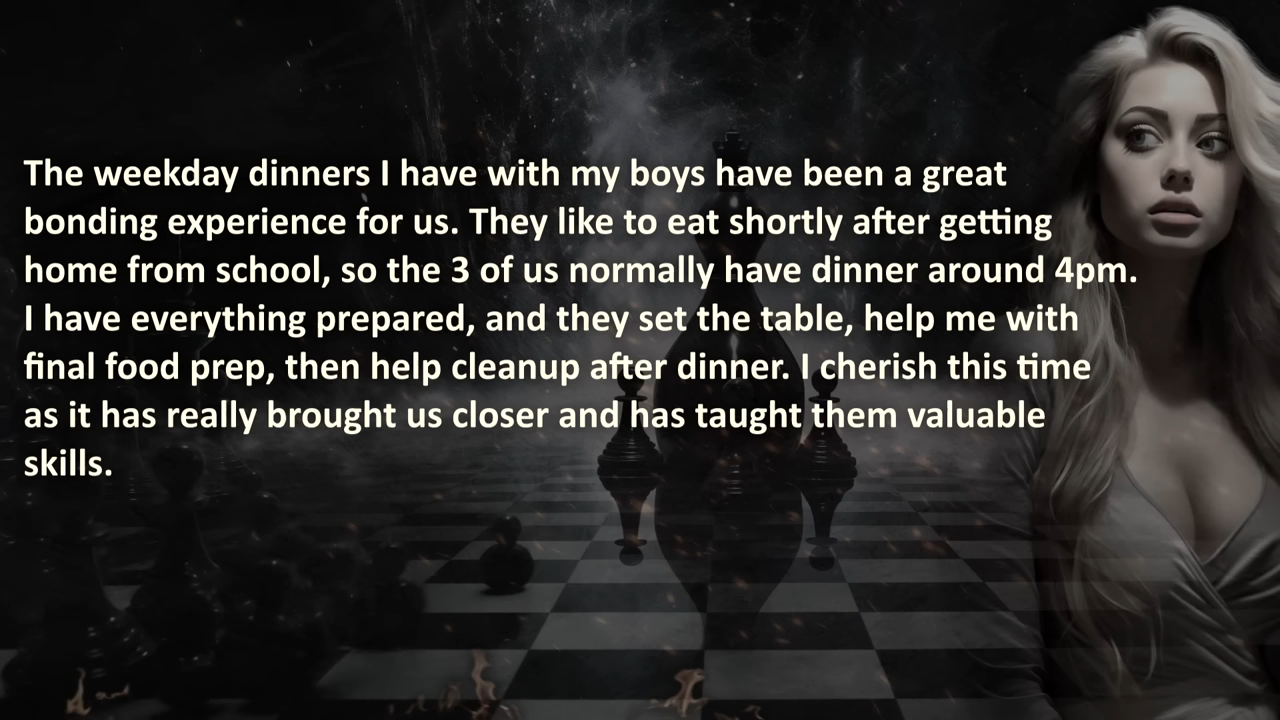 The weekday dinners I have with my boys have been a great
bonding experience for us. They like to eat shortly after getting
home from school, so the 3 of us normally have dinner around 4pm.
I have everything prepared, and they set the table, help me with
final food prep, then help cleanup after dinner. I cherish this time
as it has really brought us closer and has taught them valuable
skills.